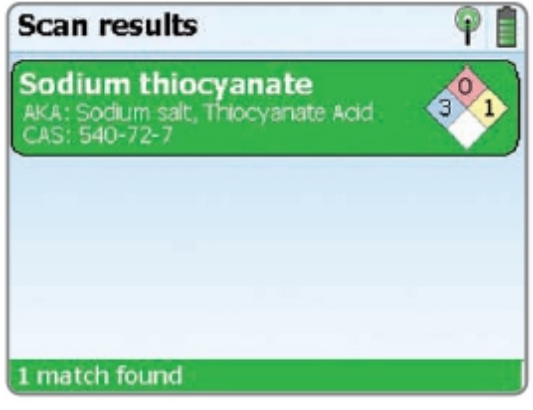 Scan results
Sodium thiocyanate
AKA: Sodium salt, Thiocyanate Acid
CAS: 540-72-7
0
3 1
1 match found